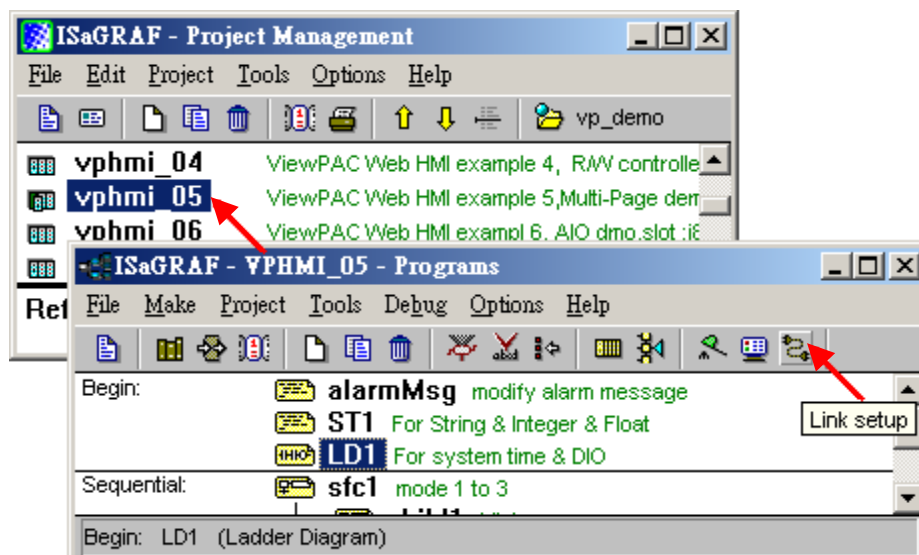 ISaGRAF - Project Management
File Edit Project Tools Options Help
vp_demo
vphmi_04 ViewPAC Web HMI example 4, R/W controlle
vphmi_05 ViewPAC Web HMI example 5,Multi-Page dem
vphmi_06 ViewPAC Web HMI exampl 6, AIO dmo,slot :i8
Ref
ISaGRAF - VPHMI_05 - Programs
File Make Project Tools Debug Options Help
Link setup
Begin: alarmMsg modify alarm message
ST1 For String & Integer & Float
LD1 For system time & DIO
Sequential: sfc1 mode 1 to 3
Begin: LD1 (Ladder Diagram)